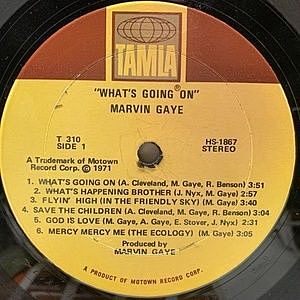 TAMLA
®
"WHAT'S GOING ON"
MARVIN GAYE
T 310
SIDE 1
HS-1867
STEREO
A Trademark of Motown
Record Corp. ℗ 1971
1. WHAT'S GOING ON (A. Cleveland, M. Gaye, R. Benson) 3:51
2. WHAT'S HAPPENING BROTHER (J. Nyx, M. Gaye) 2:57
3. FLYIN' HIGH (IN THE FRIENDLY SKY) (M. Gaye) 3:40
4. SAVE THE CHILDREN (A. Cleveland, M. Gaye, R. Benson) 4:04
5. GOD IS LOVE (M. Gaye, A. Gaye, E. Stover, J. Nyx) 2:31
6. MERCY MERCY ME (THE ECOLOGY) (M. Gaye) 3:05
Produced by
MARVIN GAYE
A PRODUCT OF MOTOWN RECORD CORP.